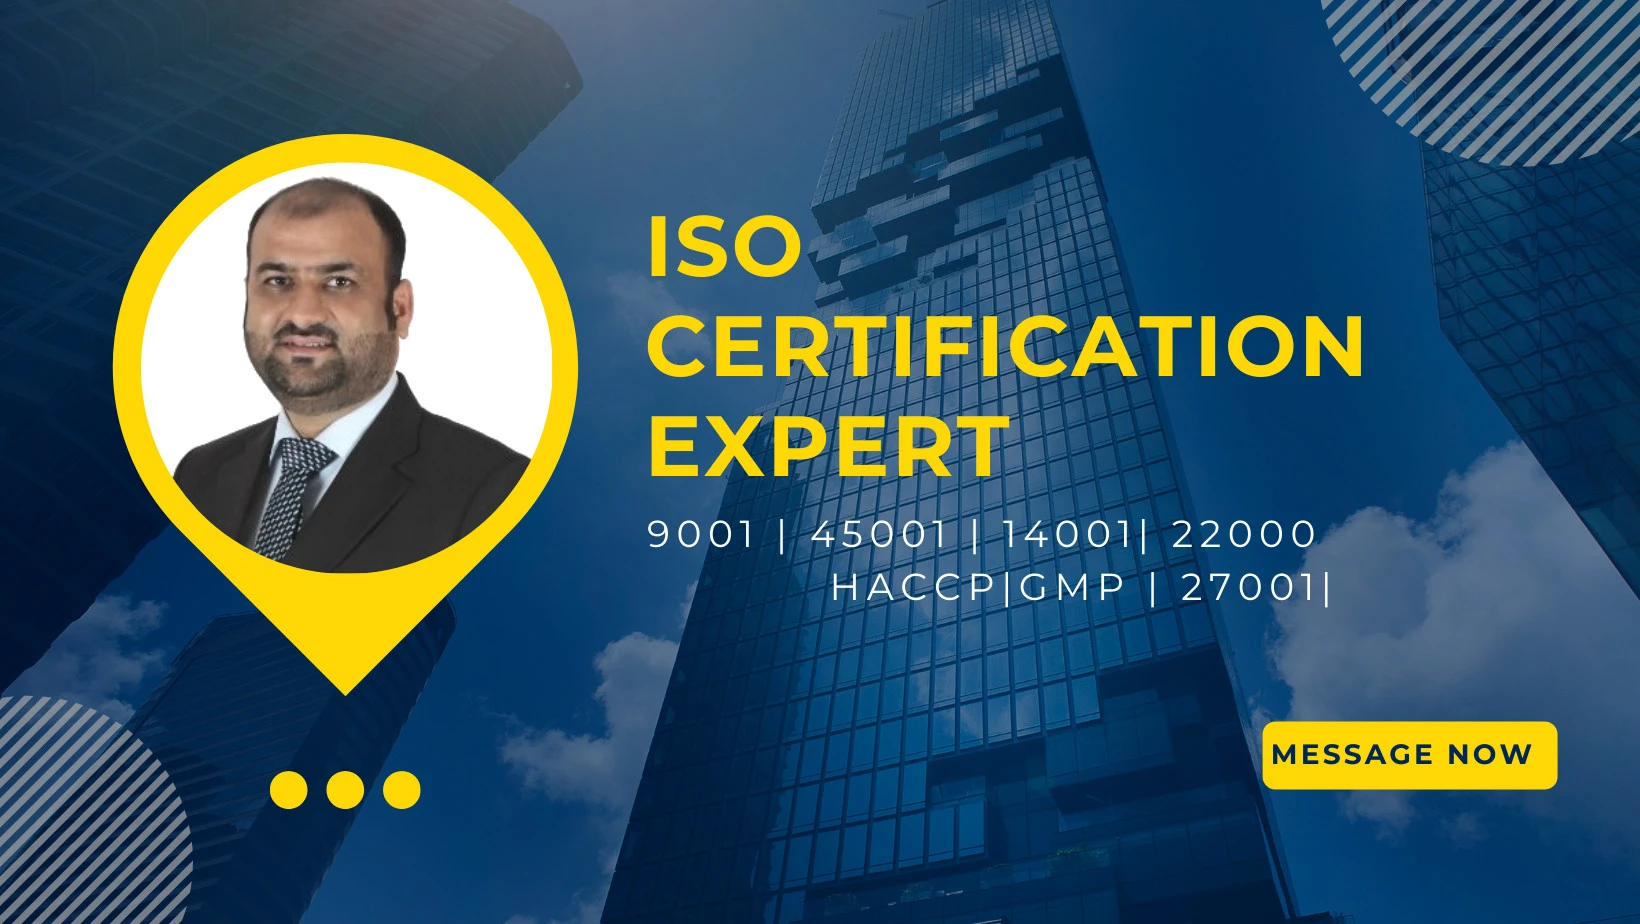 ISO
CERTIFICATION
EXPERT
9001 | 45001 | 14001| 22000
HACCP|GMP | 27001|
MESSAGE NOW